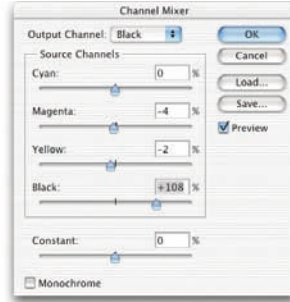 Channel Mixer
Output Channel: Black
OK
Cancel
Load...
Save...
Preview
Source Channels
Cyan: 0 %
Magenta: -4 %
Yellow: -2 %
Black: +108 %
Constant: 0 %
Monochrome